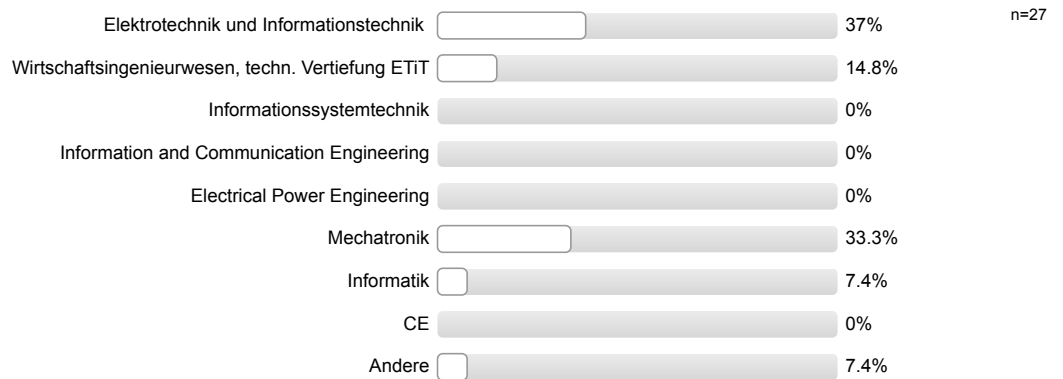 n=27
Elektrotechnik und Informationstechnik 37%
Wirtschaftsingenieurwesen, techn. Vertiefung ETiT 14.8%
Informationssystemtechnik 0%
Information and Communication Engineering 0%
Electrical Power Engineering 0%
Mechatronik 33.3%
Informatik 7.4%
CE 0%
Andere 7.4%